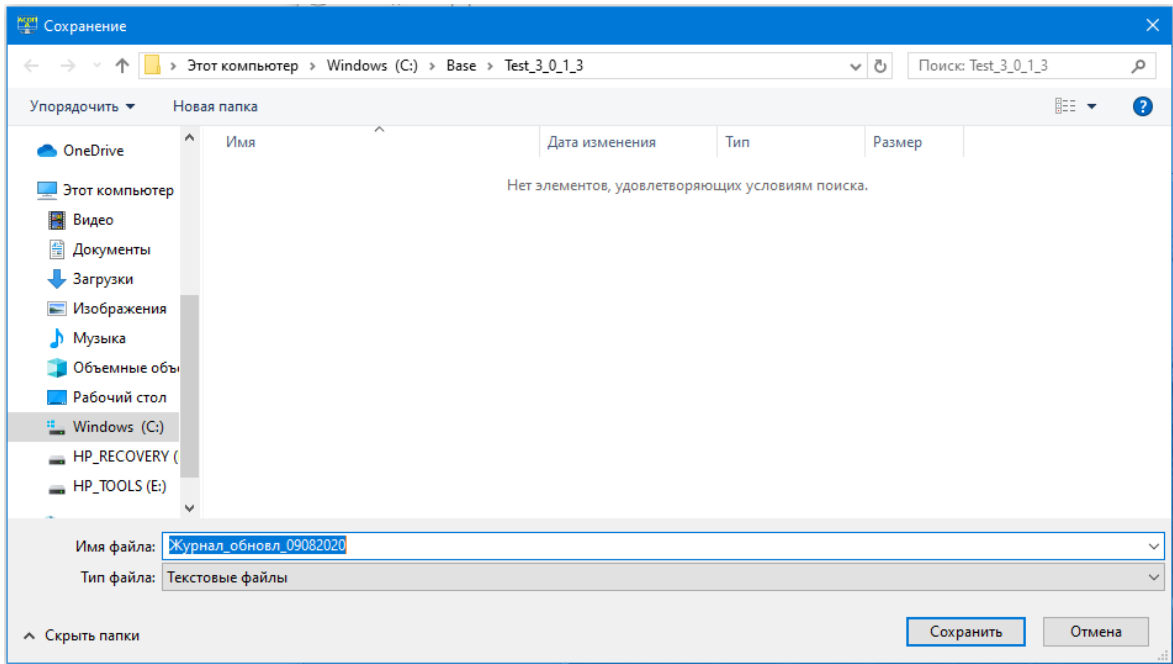 Сохранение
Этот компьютер › Windows (C:) › Base › Test_3_0_1_3
Поиск: Test_3_0_1_3
Упорядочить Новая папка
Имя Дата изменения Тип Размер
Нет элементов, удовлетворяющих условиям поиска.
OneDrive
Этот компьютер
Видео
Документы
Загрузки
Изображения
Музыка
Объемные объ
Рабочий стол
Windows (C:)
HP_RECOVERY (
HP_TOOLS (E:)
Имя файла: Журнал_обновл_09082020
Тип файла: Текстовые файлы
Скрыть папки
Сохранить Отмена